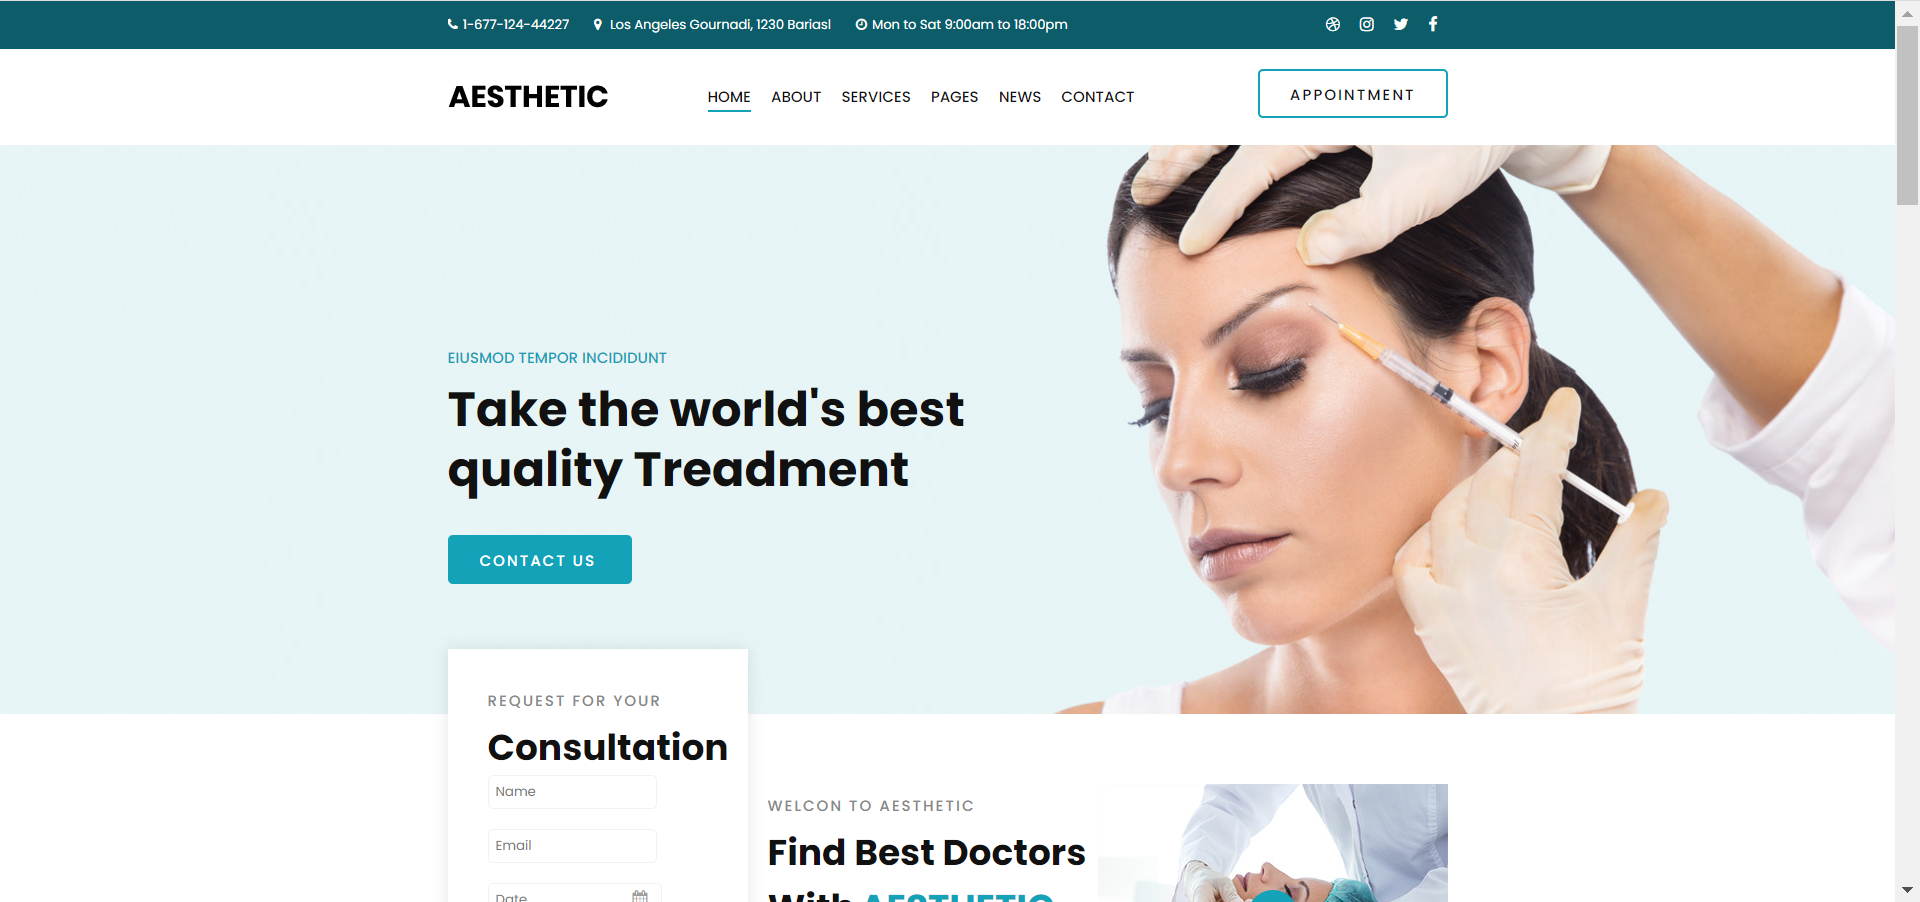 1-677-124-44227 Los Angeles Gournadi, 1230 Bariasl Mon to Sat 9:00am to 18:00pm
AESTHETIC HOME ABOUT SERVICES PAGES NEWS CONTACT APPOINTMENT
EIUSMOD TEMPOR INCIDIDUNT
Take the world's best
quality Treadment
CONTACT US
REQUEST FOR YOUR
Consultation
Name
Email
Date
WELCON TO AESTHETIC
Find Best Doctors
With AESTHETIC